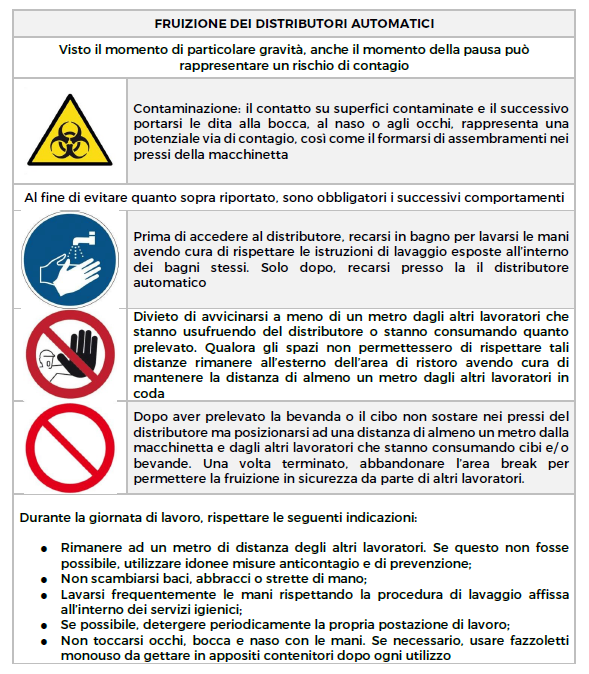 FRUIZIONE DEI DISTRIBUTORI AUTOMATICI
Visto il momento di particolare gravità, anche il momento della pausa può
rappresentare un rischio di contagio
Contaminazione: il contatto su superfici contaminate e il successivo
portarsi le dita alla bocca, al naso o agli occhi, rappresenta una
potenziale via di contagio, così come il formarsi di assembramenti nei
pressi della macchinetta
Al fine di evitare quanto sopra riportato, sono obbligatori i successivi comportamenti
Prima di accedere al distributore, recarsi in bagno per lavarsi le mani
avendo cura di rispettare le istruzioni di lavaggio esposte all'interno
dei bagni stessi. Solo dopo, recarsi presso la il distributore
automatico
Divieto di avvicinarsi a meno di un metro dagli altri lavoratori che
stanno usufruendo del distributore o stanno consumando quanto
prelevato. Qualora gli spazi non permettessero di rispettare tali
distanze rimanere all'esterno dell'area di ristoro avendo cura di
mantenere la distanza di almeno un metro dagli altri lavoratori in
coda
Dopo aver prelevato la bevanda o il cibo non sostare nei pressi del
distributore ma posizionarsi ad una distanza di almeno un metro dalla
macchinetta e dagli altri lavoratori che stanno consumando cibi e/o
bevande. Una volta terminato, abbandonare l'area break per
permettere la fruizione in sicurezza da parte di altri lavoratori.
Durante la giornata di lavoro, rispettare le seguenti indicazioni:
● Rimanere ad un metro di distanza degli altri lavoratori. Se questo non fosse
possibile, utilizzare idonee misure anticontagio e di prevenzione;
● Non scambiarsi baci, abbracci o strette di mano;
● Lavarsi frequentemente le mani rispettando la procedura di lavaggio affissa
all'interno dei servizi igienici;
● Se possibile, detergere periodicamente la propria postazione di lavoro;
● Non toccarsi occhi, bocca e naso con le mani. Se necessario, usare fazzoletti
monouso da gettare in appositi contenitori dopo ogni utilizzo